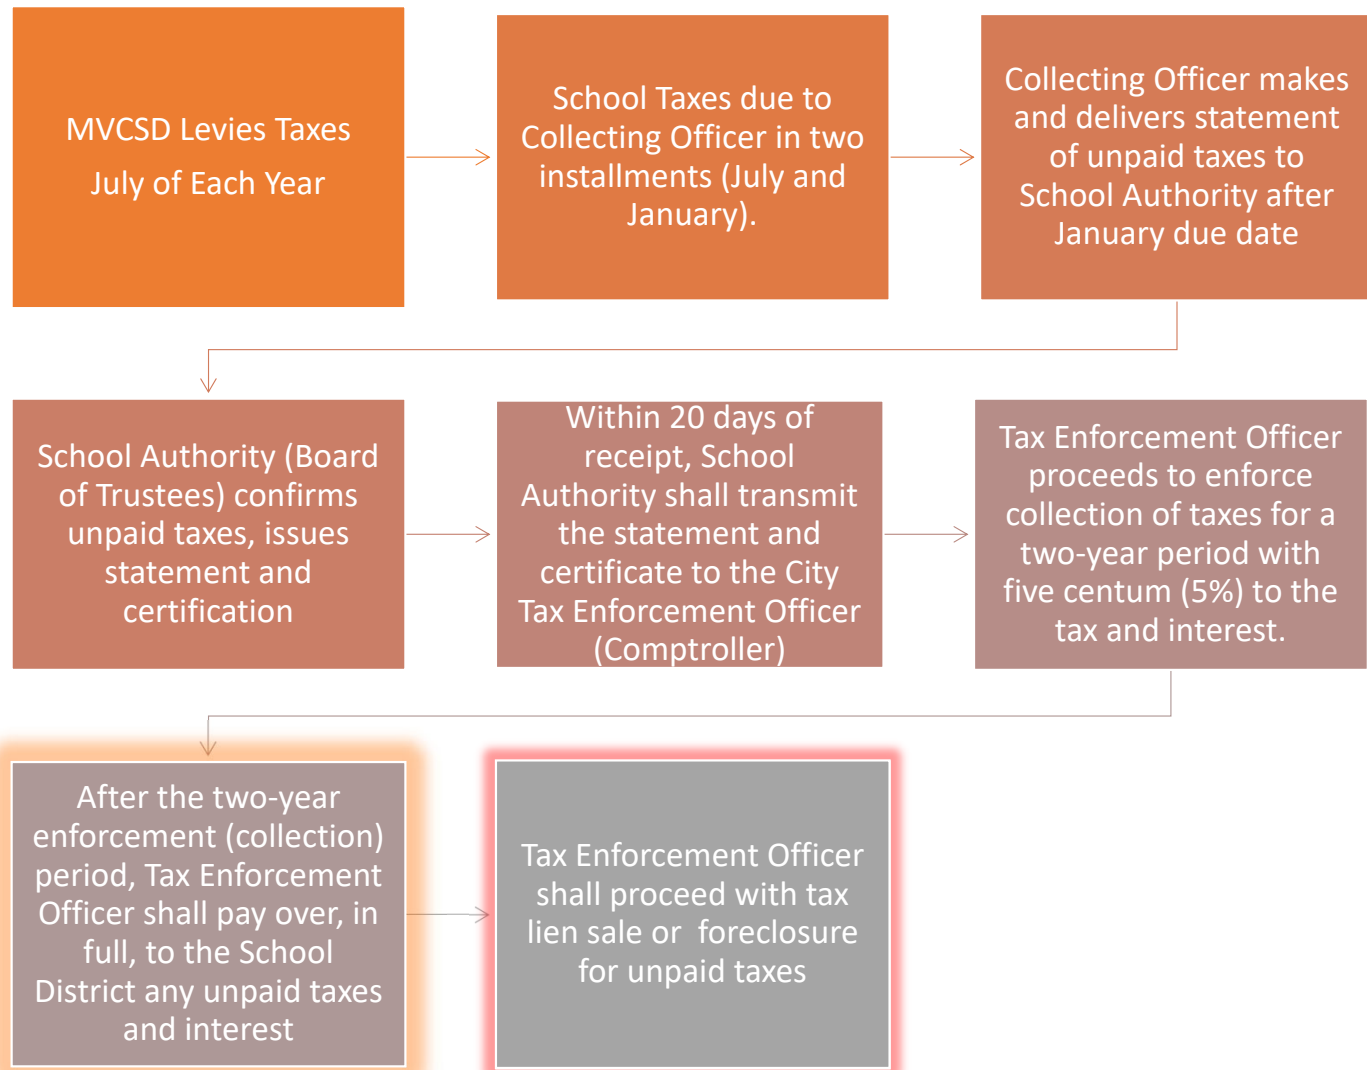 MVCSD Levies Taxes
July of Each Year
School Taxes due to
Collecting Officer in two
installments (July and
January).
Collecting Officer makes
and delivers statement
of unpaid taxes to
School Authority after
January due date
School Authority (Board
of Trustees) confirms
unpaid taxes, issues
statement and
certification
Within 20 days of
receipt, School
Authority shall transmit
the statement and
certificate to the City
Tax Enforcement Officer
(Comptroller)
Tax Enforcement Officer
proceeds to enforce
collection of taxes for a
two-year period with
five centum (5%) to the
tax and interest.
After the two-year
enforcement (collection)
period, Tax Enforcement
Officer shall pay over, in
full, to the School
District any unpaid taxes
and interest
Tax Enforcement Officer
shall proceed with tax
lien sale or foreclosure
for unpaid taxes